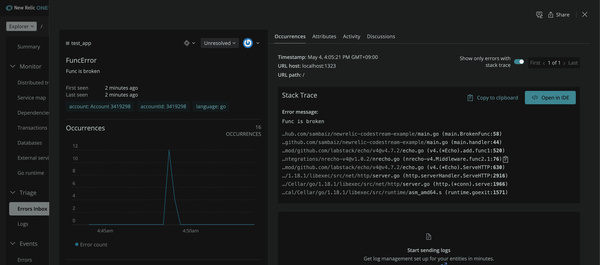 New Relic ONE
Explorer /
Summary
Monitor
Distributed t
Service map
Dependencies
Transactions
Databases
External servi
Go runtime
Triage
Errors Inbox
Logs
Events
Errors
test_app
Unresolved
FuncError
Func is broken
First seen 2 minutes ago
Last seen 2 minutes ago
account: Account 3419298
accountId: 3419298
language: go
Occurrences
16
OCCURRENCES
12
10
8
6
4
2
0
4:45am
4:50am
Error count
Share
Occurrences Attributes Activity Discussions
Timestamp: May 4, 4:05:21 PM GMT+09:00
URL host: localhost:1323
URL path: /
Show only errors with
stack trace
First 1 of 1 Last
Stack Trace
Copy to clipboard
Open in IDE
Error message:
Func is broken
…hub.com/sambaiz/newrelic-codestream-example/main.go (main.BrokenFunc:58)
…github.com/sambaiz/newrelic-codestream-example/main.go (main.handler:44)
…mod/github.com/labstack/echo/v4@v4.7.2/echo.go (v4.(*Echo).add.func1:520)
…ntegrations/nrecho-v4@v1.0.2/nrecho.go (nrecho-v4.Middleware.func2.1:76)
…mod/github.com/labstack/echo/v4@v4.7.2/echo.go (v4.(*Echo).ServeHTTP:630)
…/1.18.1/libexec/src/net/http/server.go (http.serverHandler.ServeHTTP:2916)
…/Cellar/go/1.18.1/libexec/src/net/http/server.go (http.(*conn).serve:1966)
…cal/Cellar/go/1.18.1/libexec/src/runtime/asm_amd64.s (runtime.goexit:1571)
Start sending logs
Get log management set up for your entities in minutes.